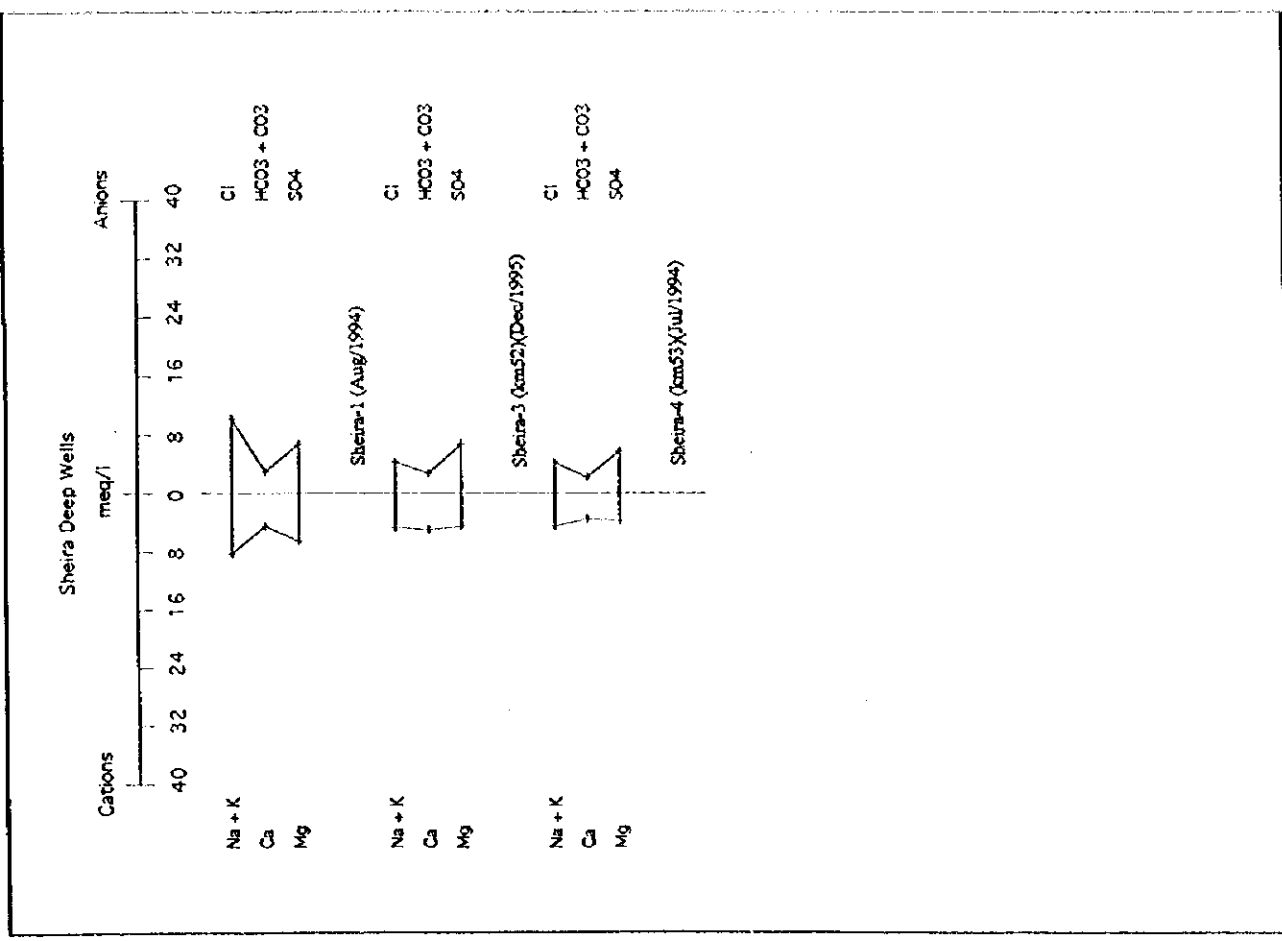 Sheira Deep Wells
meq/l
Cations Anions
40 32 24 16 8 0 8 16 24 32 40
Na + K Cl
Ca HCO3 + CO3
Mg SO4
Sheira-1 (Aug/1994)
Na + K Cl
Ca HCO3 + CO3
Mg SO4
Sheira-3 (km52)(Dec/1995)
Na + K Cl
Ca HCO3 + CO3
Mg SO4
Sheira-4 (km53)(Jul/1994)